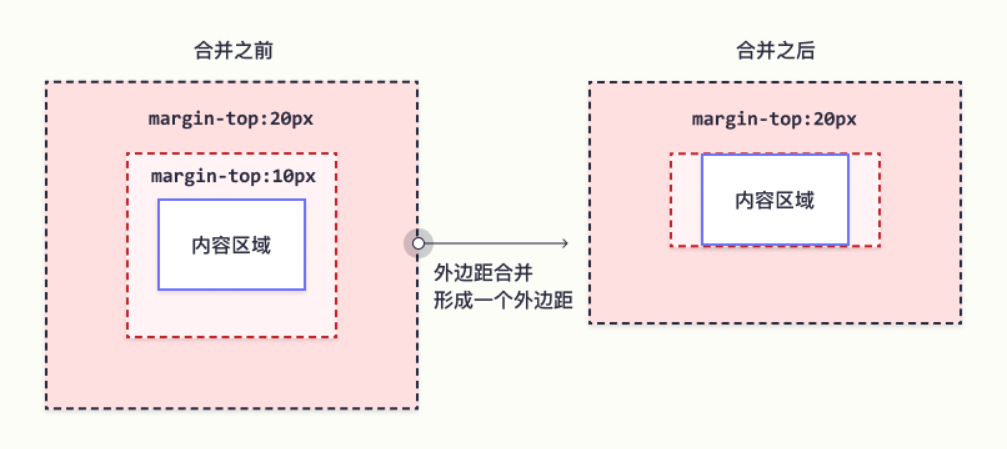 合并之前
合并之后
margin-top:20px
margin-top:10px
内容区域
外边距合并
形成一个外边距
margin-top:20px
内容区域